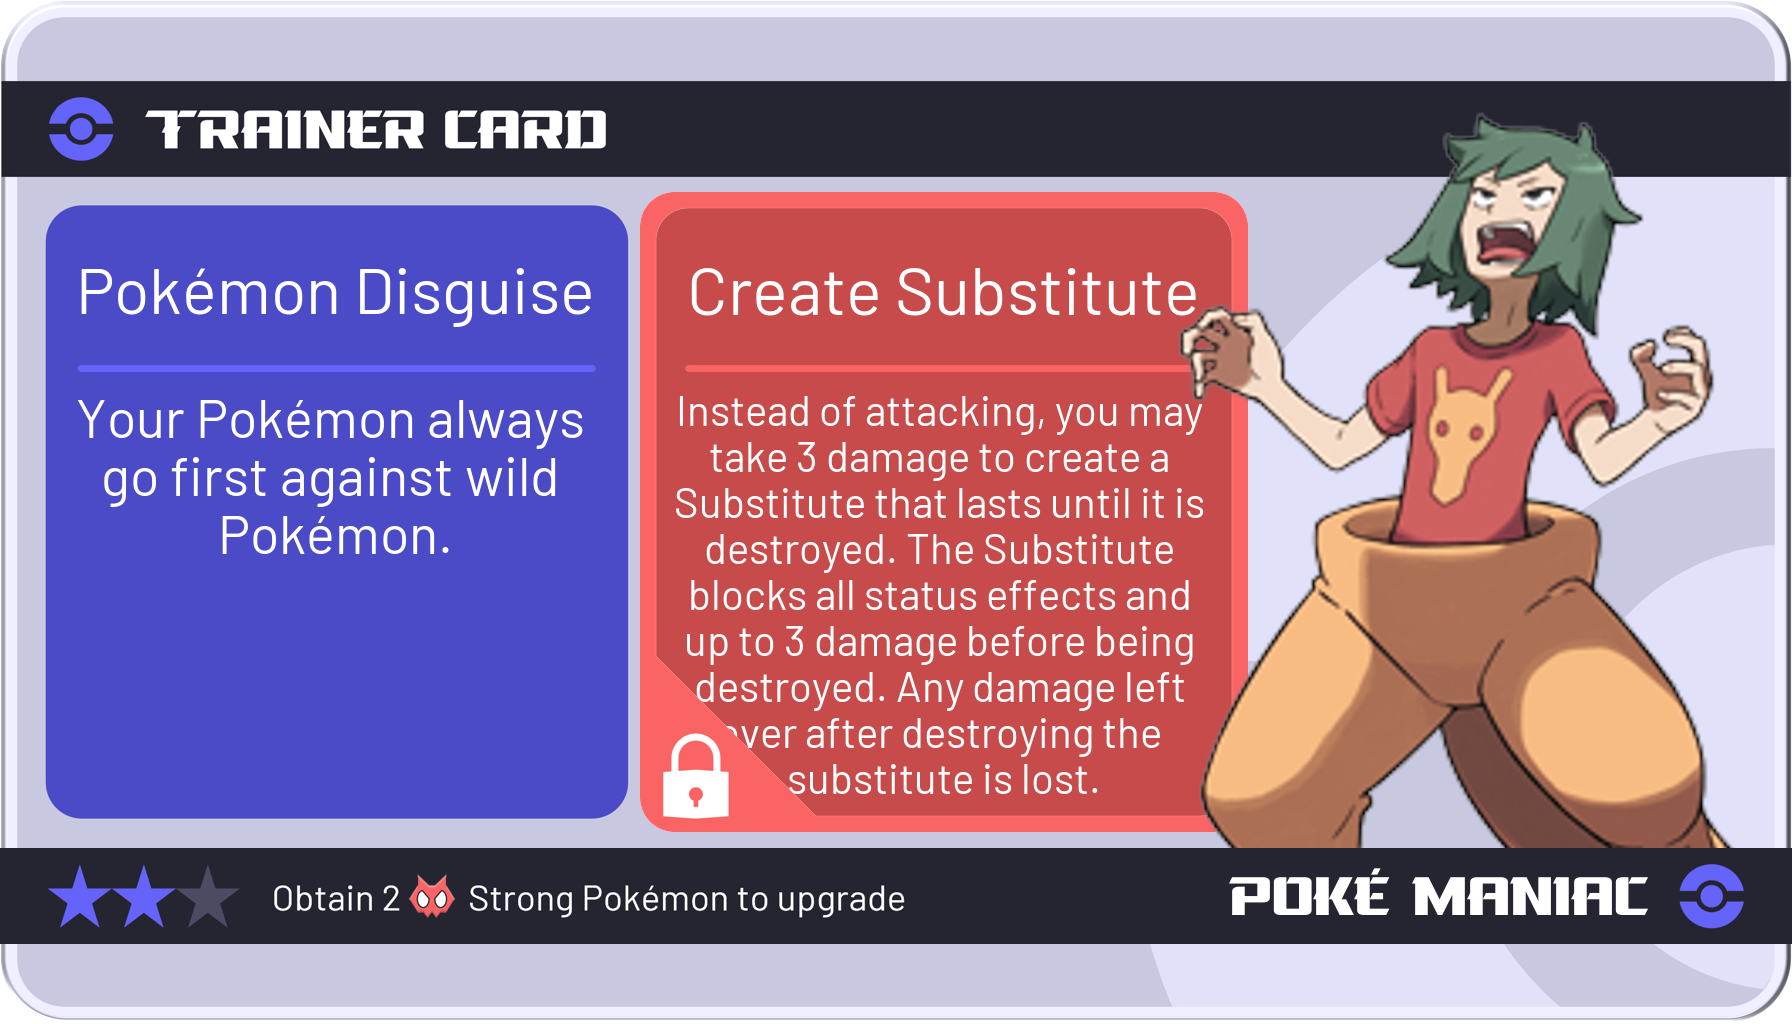 TRAINER CARD
Pokémon Disguise
Your Pokémon always
go first against wild
Pokémon.
Create Substitute
Instead of attacking, you may
take 3 damage to create a
Substitute that lasts until it is
destroyed. The Substitute
blocks all status effects and
up to 3 damage before being
destroyed. Any damage left
over after destroying the
substitute is lost.
Obtain 2 Strong Pokémon to upgrade
POKÉ MANIAC